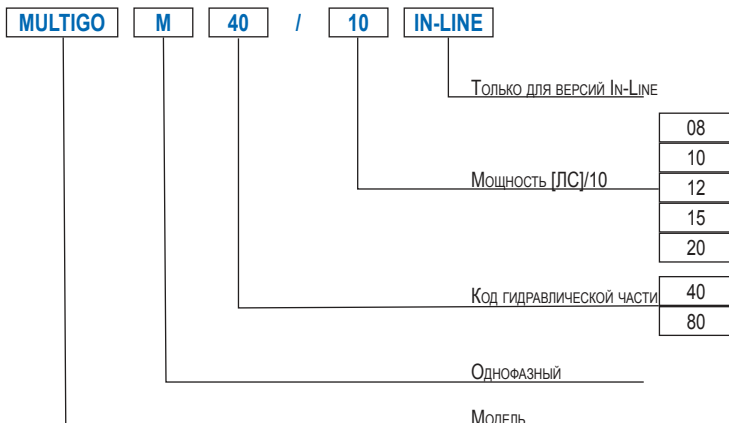 MULTIGO M 40 / 10 IN-LINE
Только для версий In-Line
08
10
Мощность [ЛС]/10
12
15
20
Код гидравлической части
40
80
Однофазный
Модель